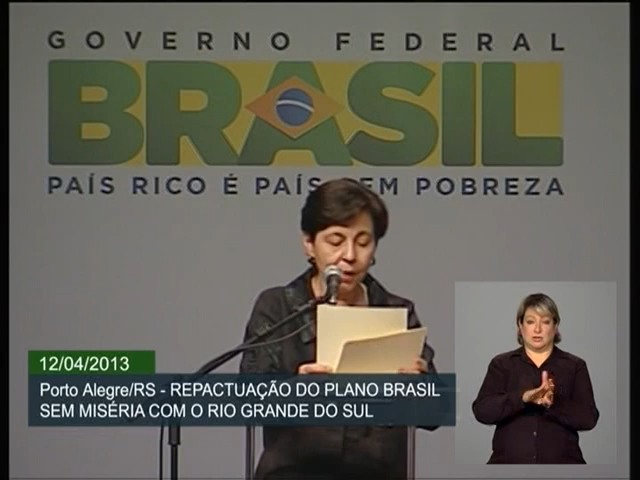 GOVERNO FEDERAL
BRASIL
PAÍS RICO É PAÍS SEM POBREZA
12/04/2013
Porto Alegre/RS - REPACTUAÇÃO DO PLANO BRASIL
SEM MISÉRIA COM O RIO GRANDE DO SUL